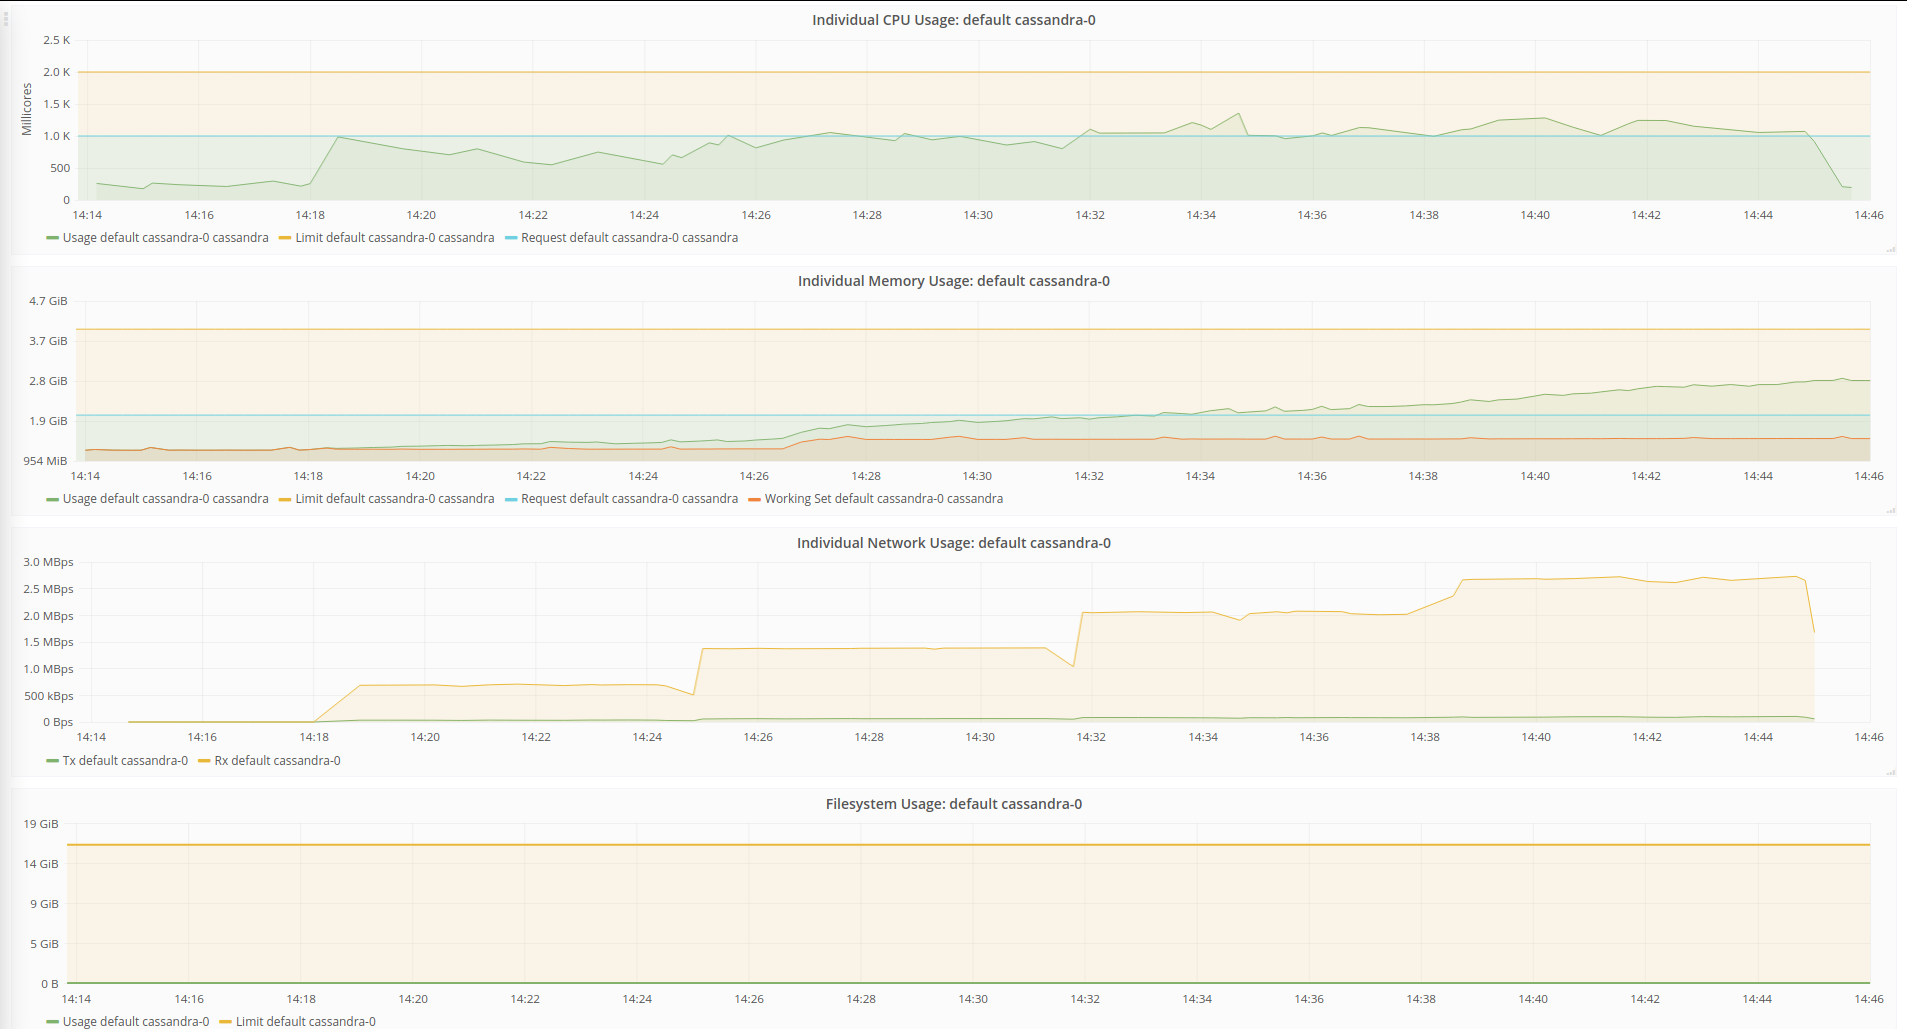 Individual CPU Usage: default cassandra-0
Millicores
2.5 K
2.0 K
1.5 K
1.0 K
500
0
14:14 14:16 14:18 14:20 14:22 14:24 14:26 14:28 14:30 14:32 14:34 14:36 14:38 14:40 14:42 14:44 14:46
Usage default cassandra-0 cassandra Limit default cassandra-0 cassandra Request default cassandra-0 cassandra
Individual Memory Usage: default cassandra-0
4.7 GiB
3.7 GiB
2.8 GiB
1.9 GiB
954 MiB
14:14 14:16 14:18 14:20 14:22 14:24 14:26 14:28 14:30 14:32 14:34 14:36 14:38 14:40 14:42 14:44 14:46
Usage default cassandra-0 cassandra Limit default cassandra-0 cassandra Request default cassandra-0 cassandra Working Set default cassandra-0 cassandra
Individual Network Usage: default cassandra-0
3.0 MBps
2.5 MBps
2.0 MBps
1.5 MBps
1.0 MBps
500 kBps
0 Bps
14:14 14:16 14:18 14:20 14:22 14:24 14:26 14:28 14:30 14:32 14:34 14:36 14:38 14:40 14:42 14:44 14:46
Tx default cassandra-0 Rx default cassandra-0
Filesystem Usage: default cassandra-0
19 GiB
14 GiB
9 GiB
5 GiB
0 B
14:14 14:16 14:18 14:20 14:22 14:24 14:26 14:28 14:30 14:32 14:34 14:36 14:38 14:40 14:42 14:44 14:46
Usage default cassandra-0 Limit default cassandra-0